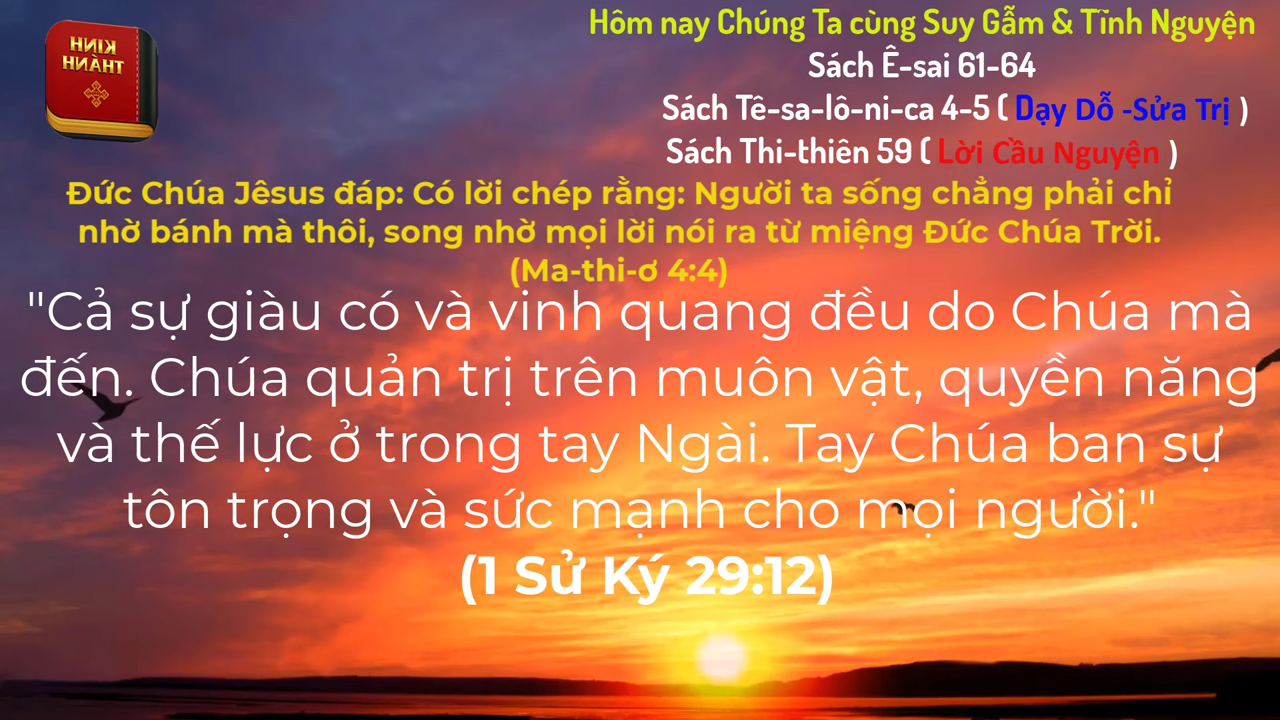 KINH
THÁNH
Hôm nay Chúng Ta cùng Suy Gẫm & Tĩnh Nguyện
Sách Ê-sai 61-64
Sách Tê-sa-lô-ni-ca 4-5 ( Dạy Dỗ -Sửa Trị )
Sách Thi-thiên 59 ( Lời Cầu Nguyện )
Đức Chúa Jêsus đáp: Có lời chép rằng: Người ta sống chẳng phải chỉ
nhờ bánh mà thôi, song nhờ mọi lời nói ra từ miệng Đức Chúa Trời.
(Ma-thi-ơ 4:4)
"Cả sự giàu có và vinh quang đều do Chúa mà
đến. Chúa quản trị trên muôn vật, quyền năng
và thế lực ở trong tay Ngài. Tay Chúa ban sự
tôn trọng và sức mạnh cho mọi người."
(1 Sử Ký 29:12)